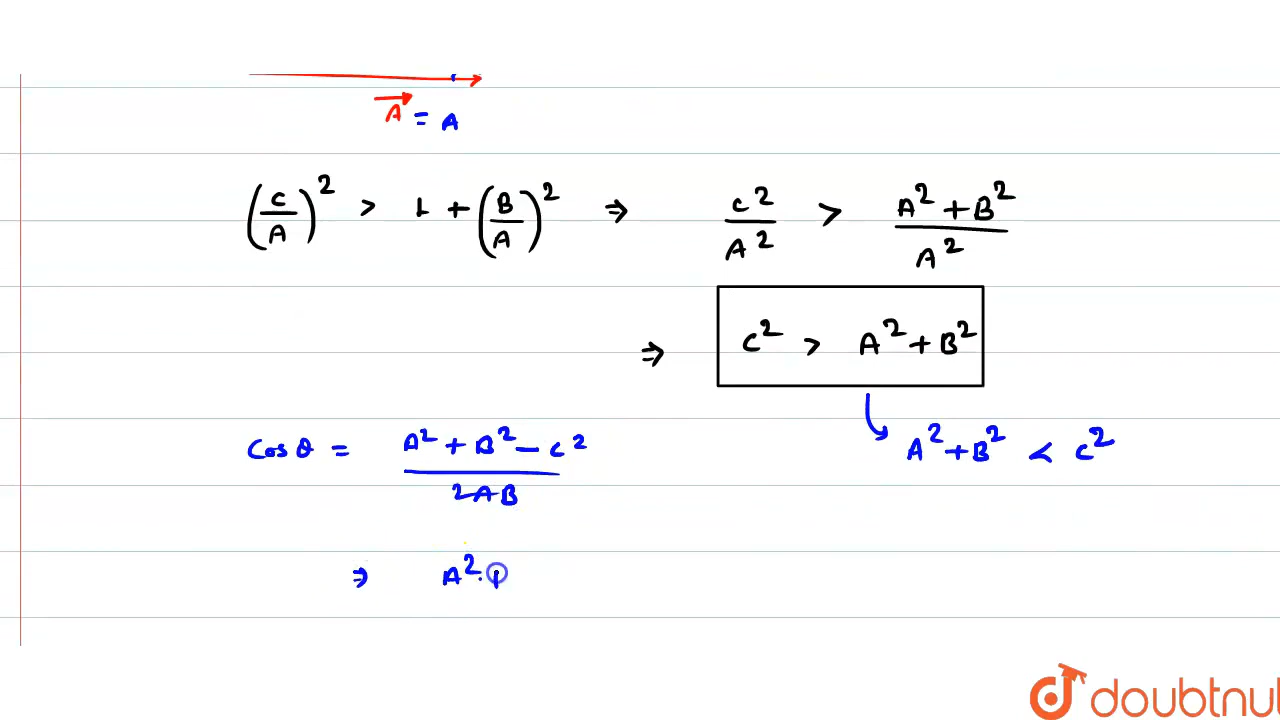 A⃗ = A
(C/A)² > 1 + (B/A)² ⇒ C²/A² > (A² + B²)/A²
⇒ C² > A² + B²
Cos θ = (A² + B² − C²)/(2AB)
A² + B² < C²
⇒ A²
doubtnut